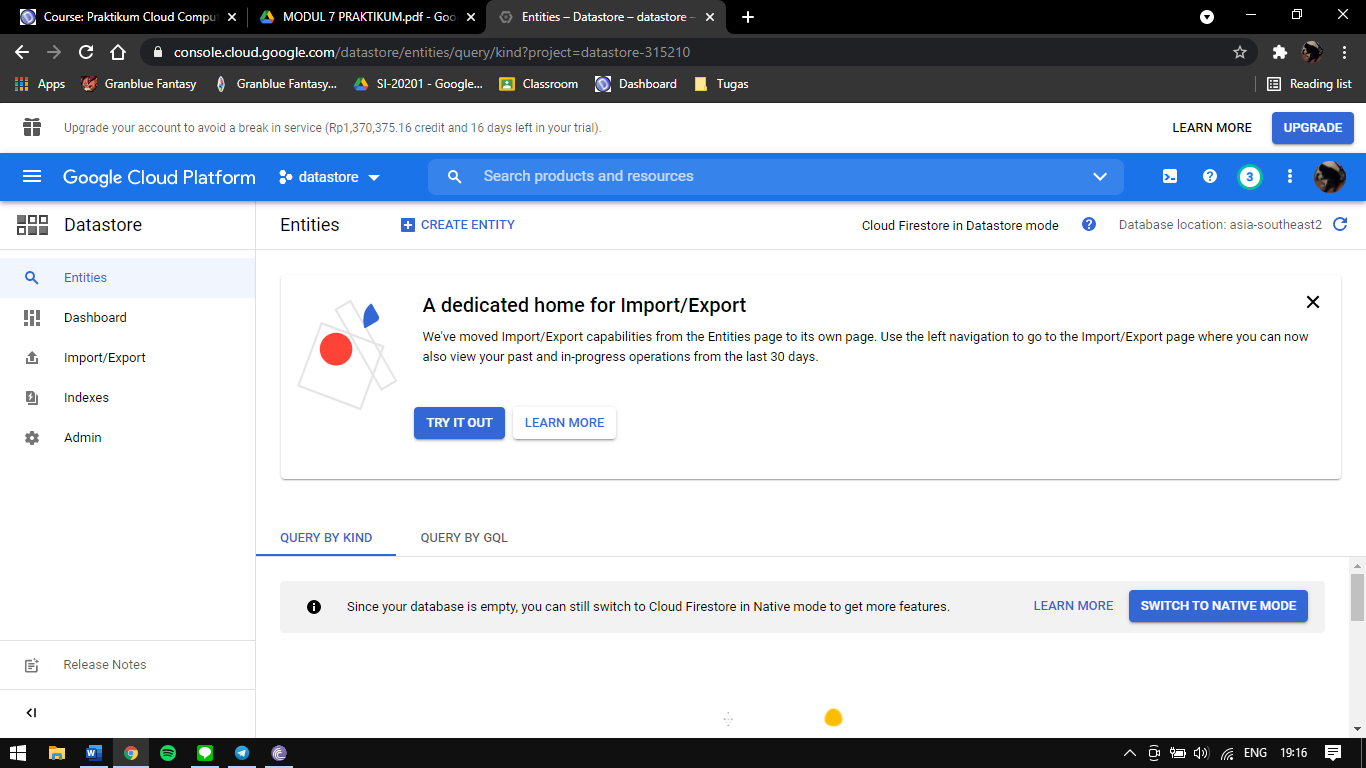 Course: Praktikum Cloud Compu
MODUL 7 PRAKTIKUM.pdf - Goo
Entities – Datastore – datastore –
console.cloud.google.com/datastore/entities/query/kind?project=datastore-315210
Apps
Granblue Fantasy
Granblue Fantasy...
SI-20201 - Google...
Classroom
Dashboard
Tugas
Reading list
Upgrade your account to avoid a break in service (Rp1,370,375.16 credit and 16 days left in your trial).
LEARN MORE
UPGRADE
Google Cloud Platform
datastore
Search products and resources
3
Datastore
Entities
CREATE ENTITY
Cloud Firestore in Datastore mode
Database location: asia-southeast2
Entities
Dashboard
Import/Export
Indexes
Admin
Release Notes
A dedicated home for Import/Export
We've moved Import/Export capabilities from the Entities page to its own page. Use the left navigation to go to the Import/Export page where you can now
also view your past and in-progress operations from the last 30 days.
TRY IT OUT
LEARN MORE
QUERY BY KIND
QUERY BY GQL
Since your database is empty, you can still switch to Cloud Firestore in Native mode to get more features.
LEARN MORE
SWITCH TO NATIVE MODE
ENG
19:16